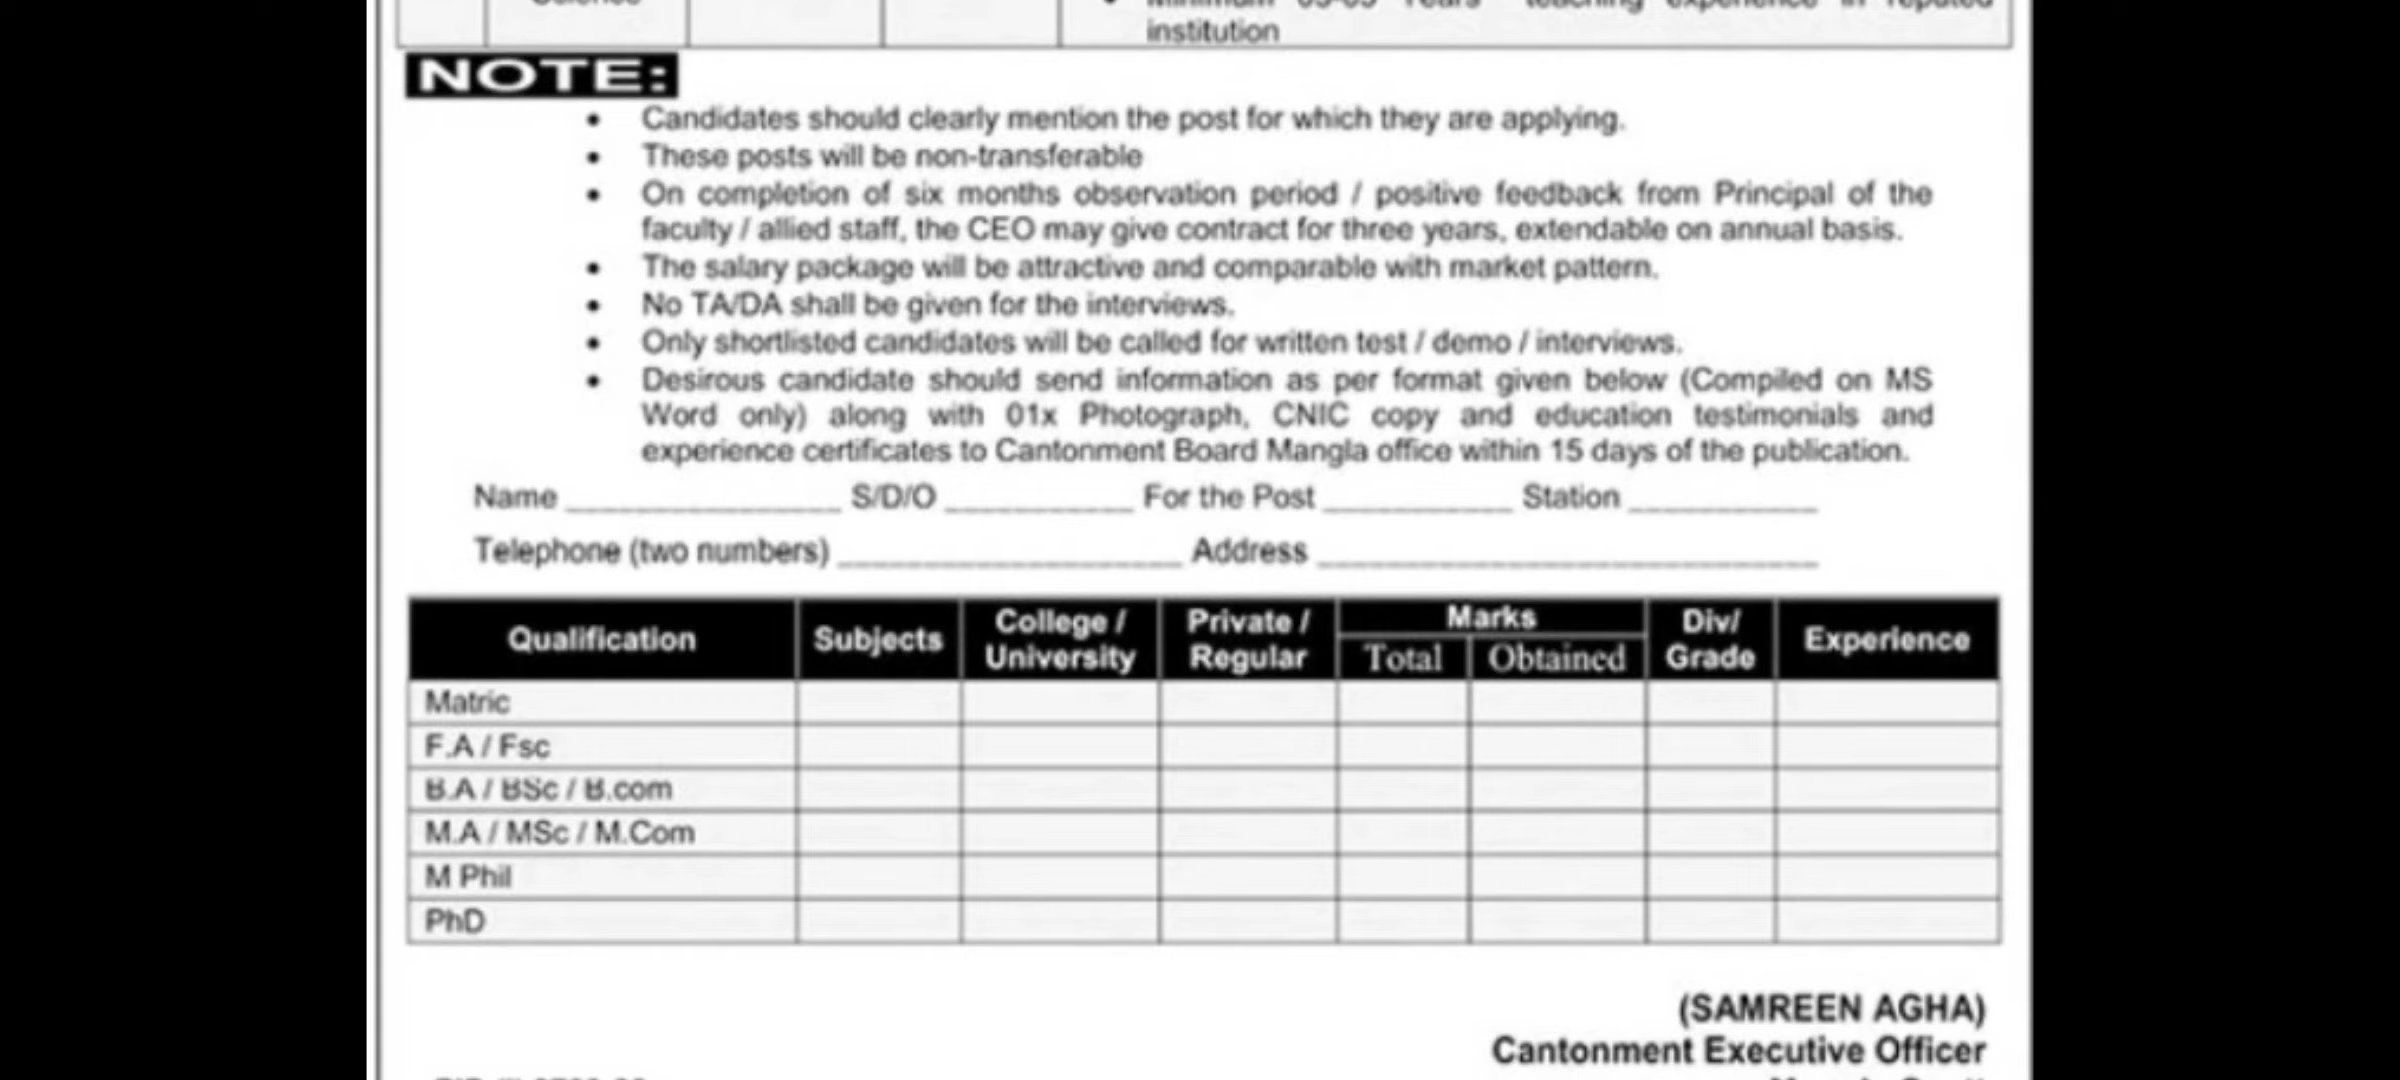 institution
NOTE:
• Candidates should clearly mention the post for which they are applying.
• These posts will be non-transferable
• On completion of six months observation period / positive feedback from Principal of the
faculty / allied staff, the CEO may give contract for three years, extendable on annual basis.
• The salary package will be attractive and comparable with market pattern.
• No TA/DA shall be given for the interviews.
• Only shortlisted candidates will be called for written test / demo / interviews.
• Desirous candidate should send information as per format given below (Compiled on MS
Word only) along with 01x Photograph, CNIC copy and education testimonials and
experience certificates to Cantonment Board Mangla office within 15 days of the publication.
Name ________________ S/D/O ___________ For the Post ___________ Station ___________
Telephone (two numbers) ____________________ Address _____________________________
Qualification Subjects College / University Private / Regular Marks Total Obtained Div/ Grade Experience
Matric
F.A / Fsc
B.A / BSc / B.com
M.A / MSc / M.Com
M Phil
PhD
(SAMREEN AGHA)
Cantonment Executive Officer